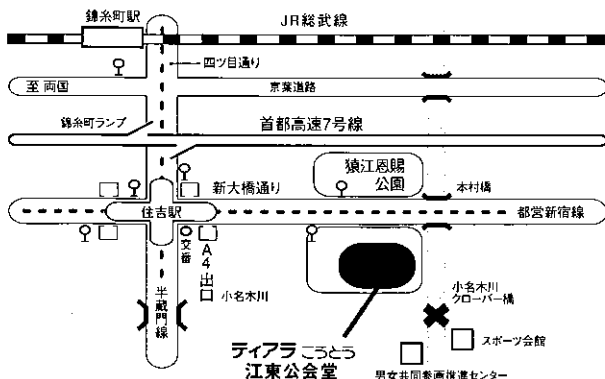 錦糸町駅
JR総武線
四ツ目通り
至 両国
京葉道路
錦糸町ランプ
首都高速7号線
猿江恩賜
公園
新大橋通り
本村橋
住吉駅
都営新宿線
交番
A4出口
半蔵門線
小名木川
小名木川
クローバー橋
スポーツ会館
ティアラ こうとう
江東公会堂
男女共同参画推進センター